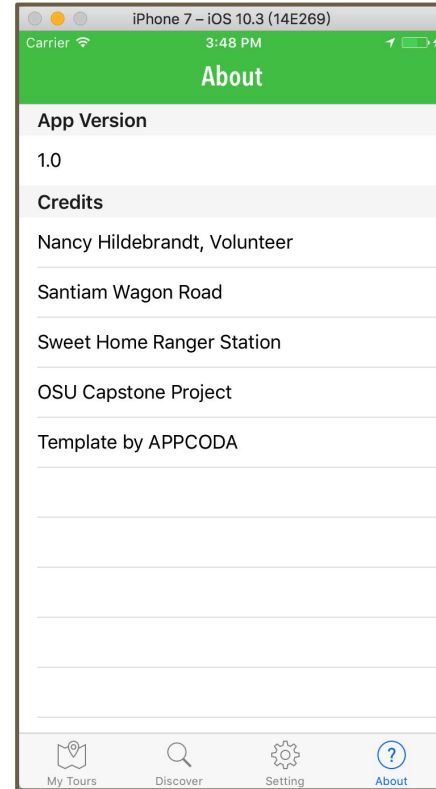 iPhone 7 – iOS 10.3 (14E269)
Carrier 3:48 PM
About
App Version
1.0
Credits
Nancy Hildebrandt, Volunteer
Santiam Wagon Road
Sweet Home Ranger Station
OSU Capstone Project
Template by APPCODA
My Tours Discover Setting About